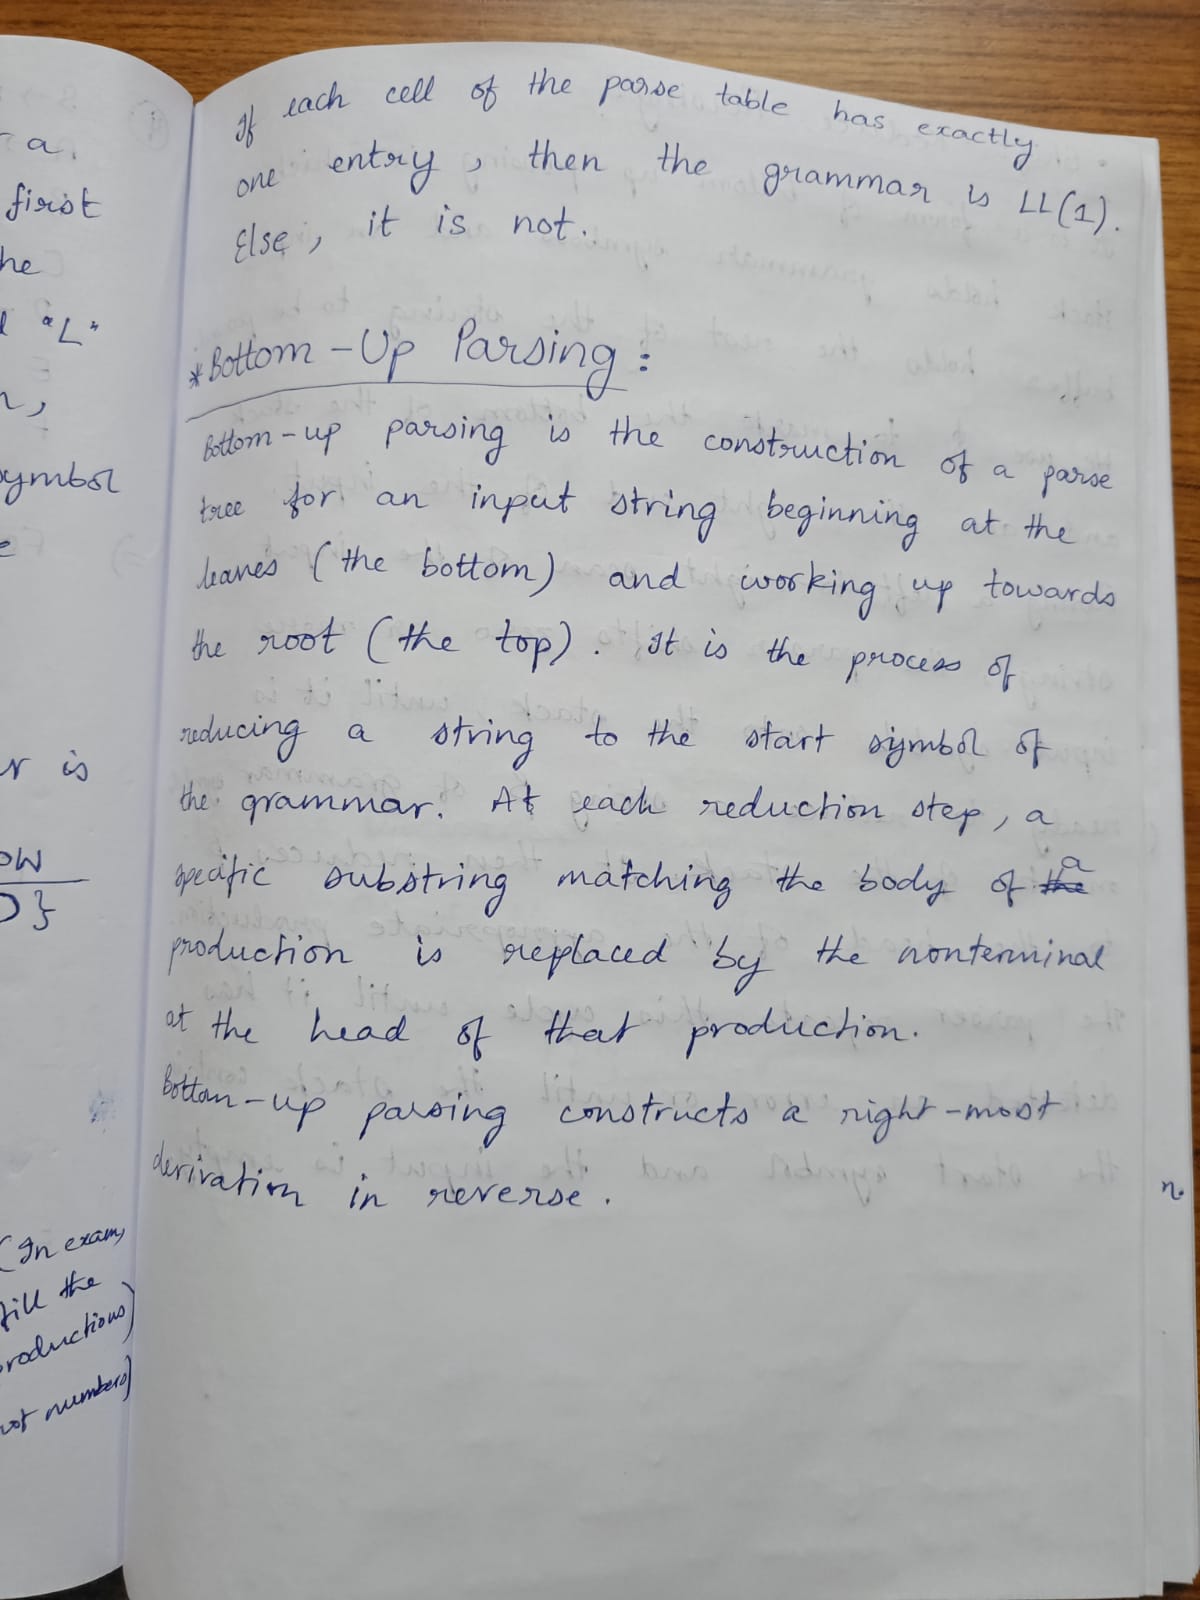 a.
first
he
"L"
symbol
is
ow
}
(In exam,
fill the
productions)
not numbers)
If each cell of the parse table has exactly
one entry, then the grammar is LL(1).
Else, it is not.
* Bottom-Up Parsing:
Bottom-up parsing is the construction of a parse
tree for an input string beginning at the
leaves (the bottom) and working up towards
the root (the top). It is the process of
reducing a string to the start symbol of
the grammar. At each reduction step, a
specific substring matching the body of a
production is replaced by the nonterminal
at the head of that production.
Bottom-up parsing constructs a right-most
derivation in reverse.
n.